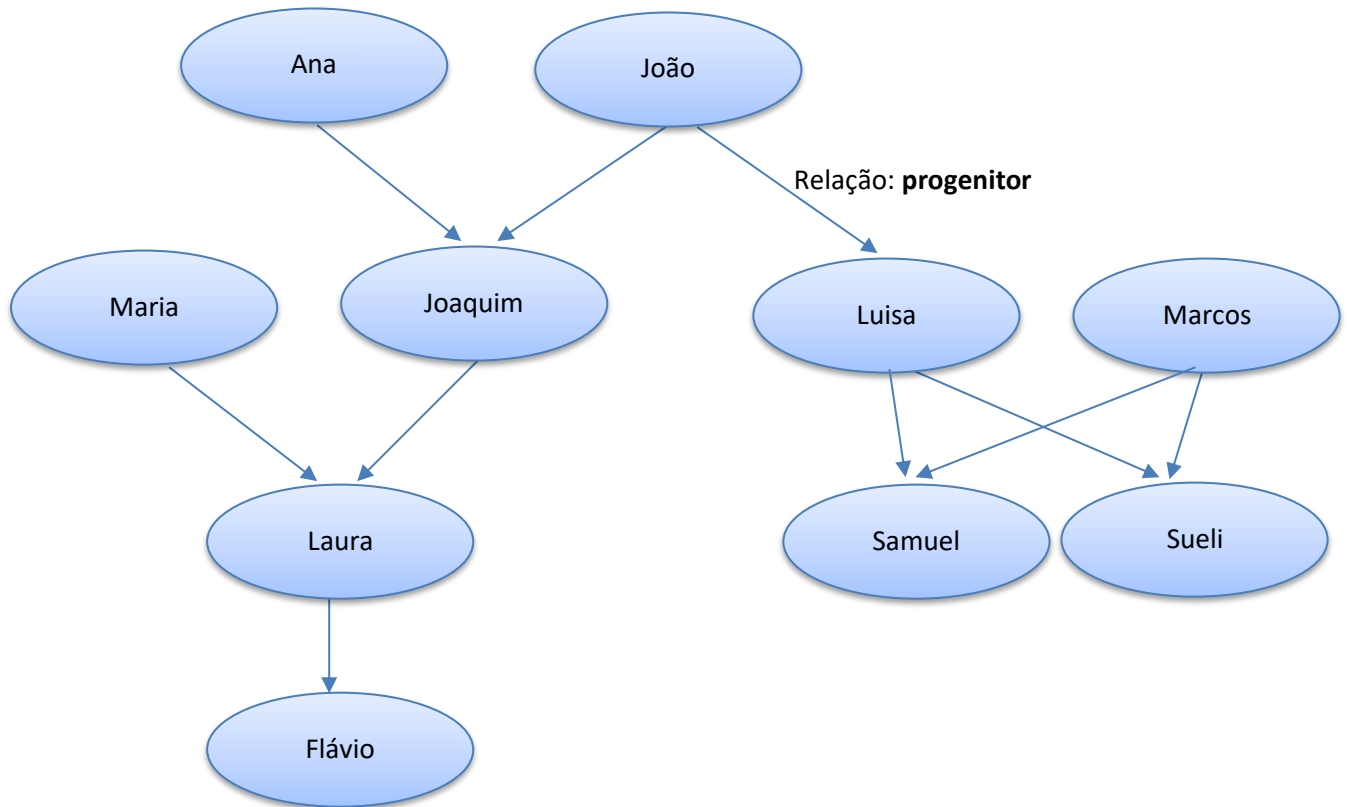 Ana
João
Relação: progenitor
Maria
Joaquim
Luisa
Marcos
Laura
Samuel
Sueli
Flávio